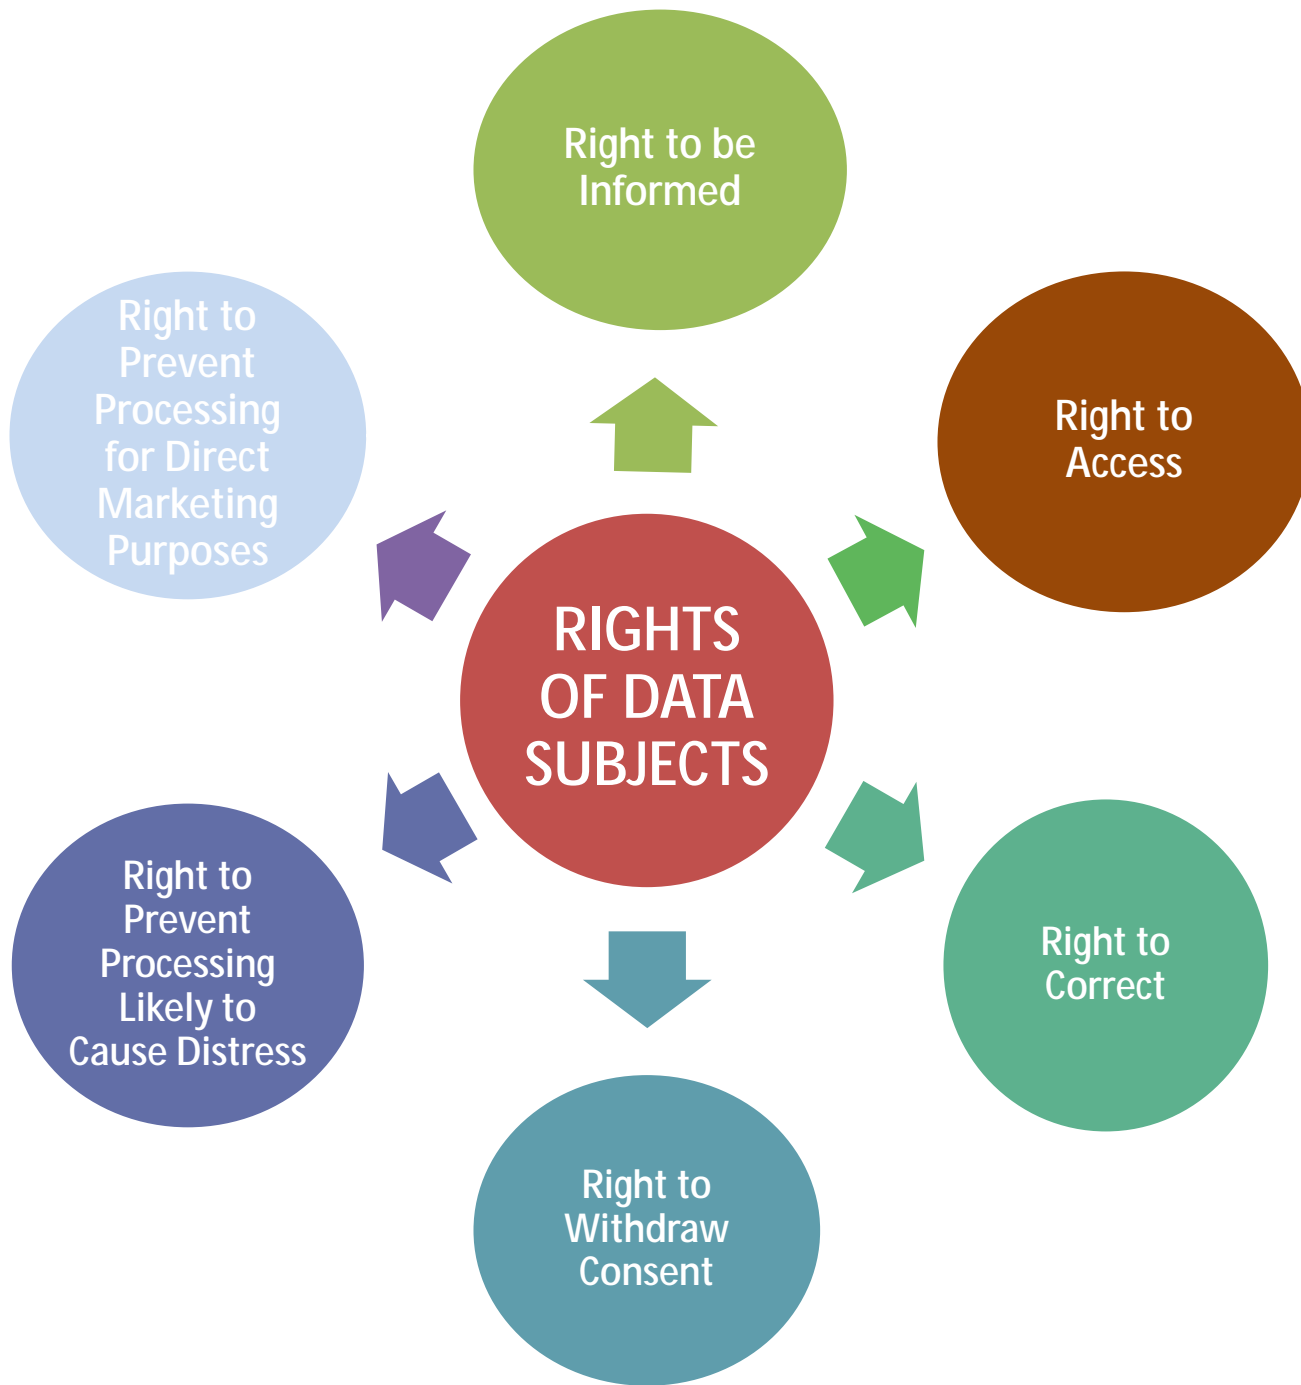 Right to be
Informed
Right to
Access
Right to
Correct
Right to
Withdraw
Consent
Right to
Prevent
Processing
Likely to
Cause Distress
Right to
Prevent
Processing
for Direct
Marketing
Purposes
RIGHTS
OF DATA
SUBJECTS